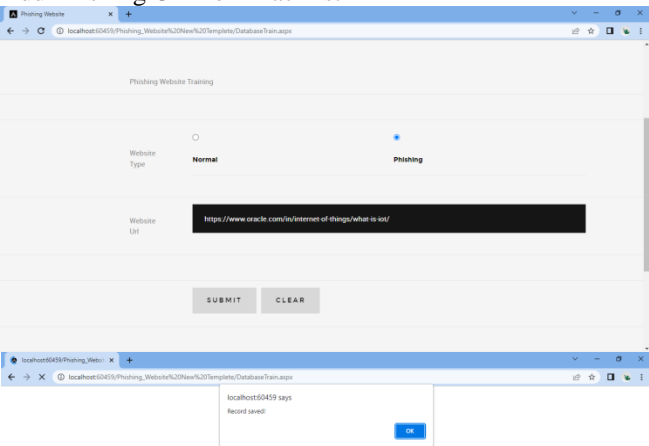 Phishing Website
localhost:60459/Phishing_Website%20New%20Templete/DatabaseTrain.aspx
Phishing Website Training
Website Type
Normal
Phishing
Website Url
https://www.oracle.com/in/internet-of-things/what-is-iot/
SUBMIT CLEAR
localhost:60459/Phishing_Websit
localhost:60459/Phishing_Website%20New%20Templete/DatabaseTrain.aspx
localhost:60459 says
Record saved!
OK